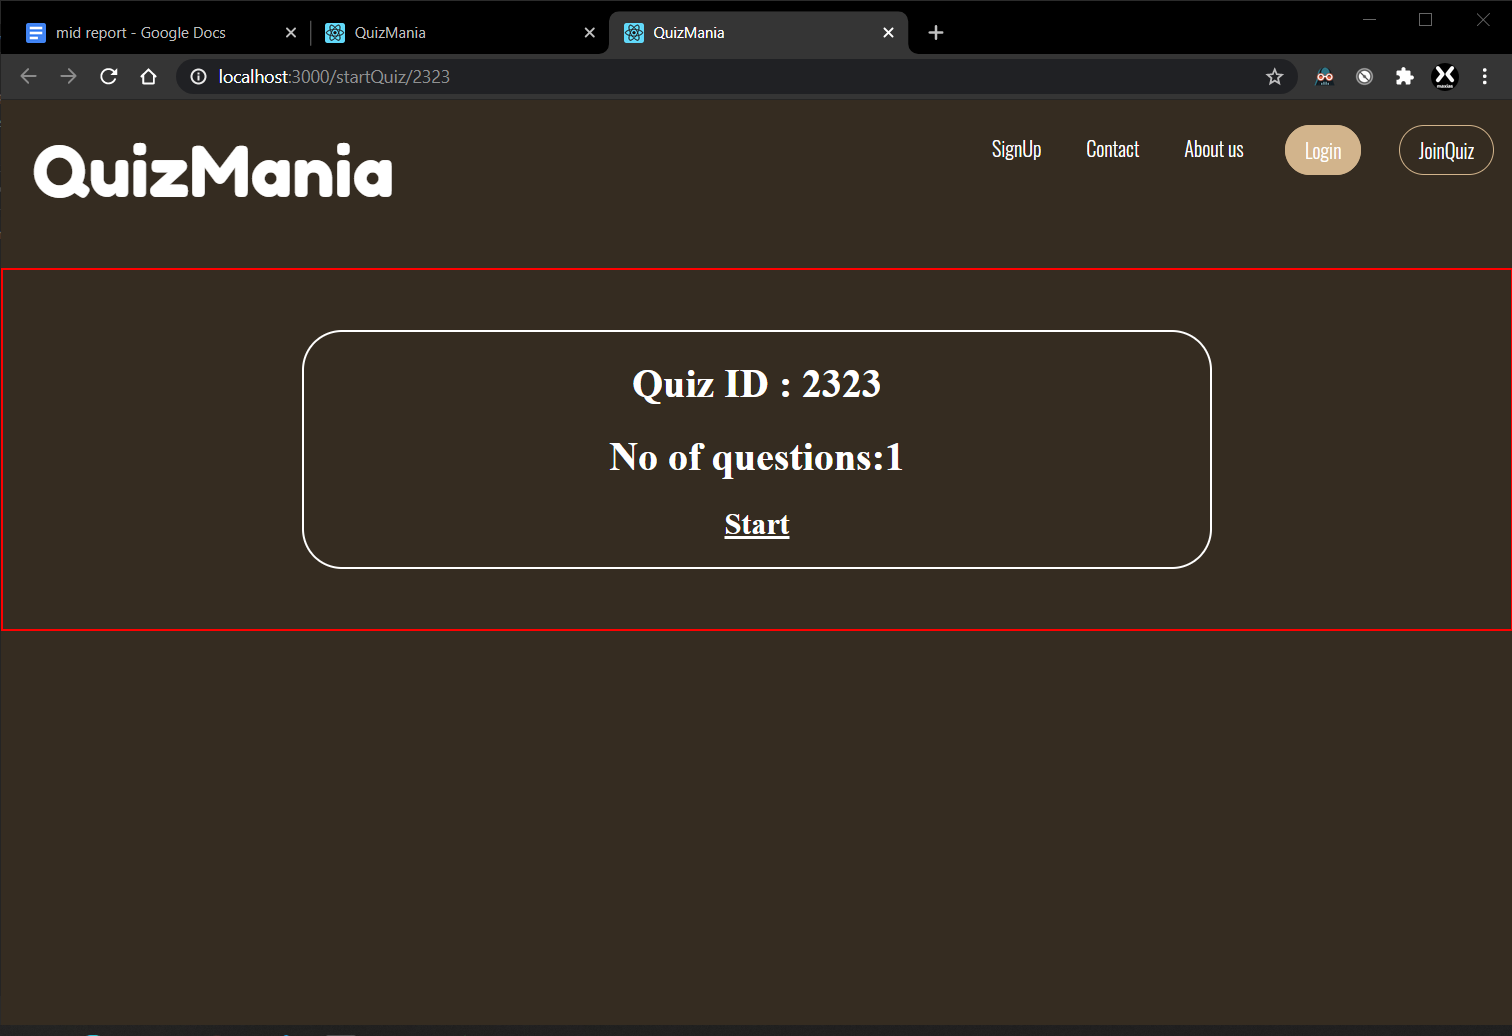 mid report - Google Docs
QuizMania
QuizMania
localhost:3000/startQuiz/2323
QuizMania
SignUp
Contact
About us
Login
JoinQuiz
Quiz ID : 2323
No of questions:1
Start